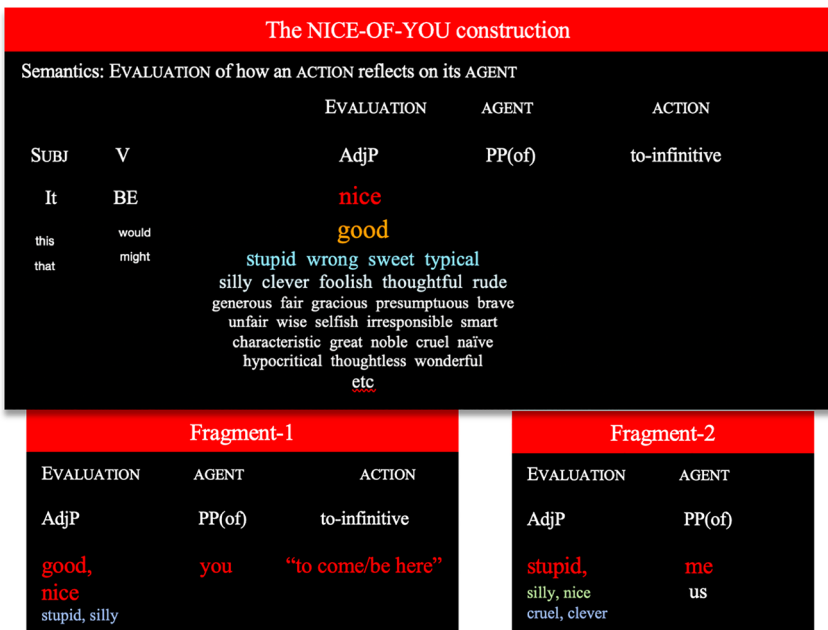 The NICE-OF-YOU construction
Semantics: EVALUATION of how an ACTION reflects on its AGENT
EVALUATION AGENT ACTION
SUBJ V AdjP PP(of) to-infinitive
It BE nice
this would good
that might stupid wrong sweet typical
silly clever foolish thoughtful rude
generous fair gracious presumptuous brave
unfair wise selfish irresponsible smart
characteristic great noble cruel naïve
hypocritical thoughtless wonderful
etc
Fragment-1
EVALUATION AGENT ACTION
AdjP PP(of) to-infinitive
good, you “to come/be here”
nice
stupid, silly
Fragment-2
EVALUATION AGENT
AdjP PP(of)
stupid, me
silly, nice us
cruel, clever